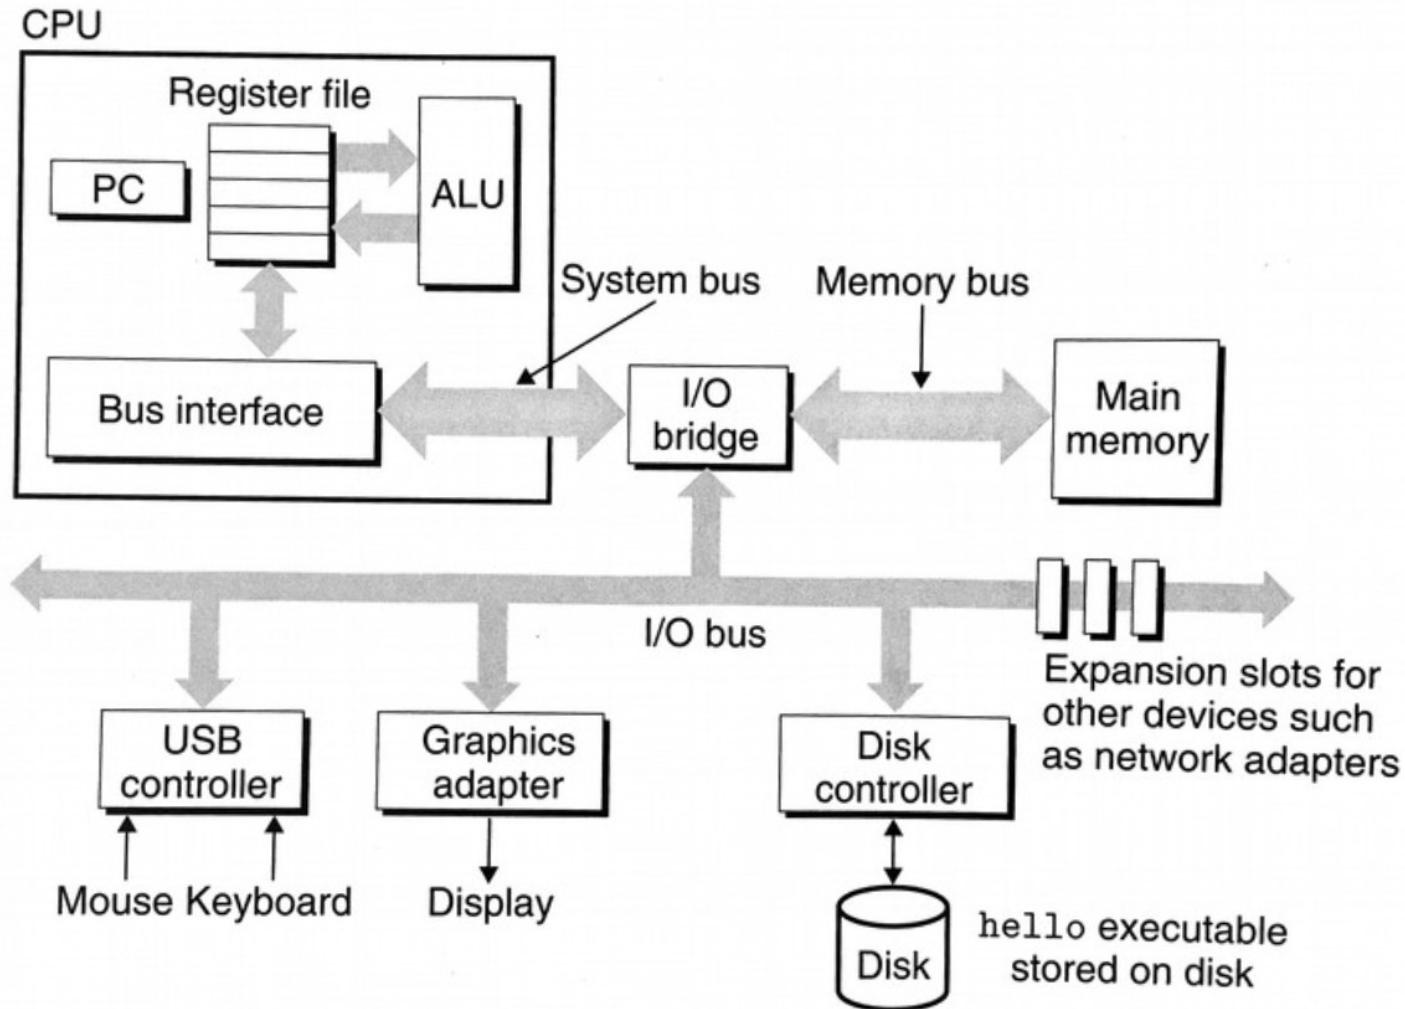 CPU
Register file
PC
ALU
System bus
Memory bus
Bus interface
I/O
bridge
Main
memory
I/O bus
Expansion slots for
other devices such
as network adapters
USB
controller
Graphics
adapter
Disk
controller
Mouse Keyboard
Display
Disk
hello executable
stored on disk